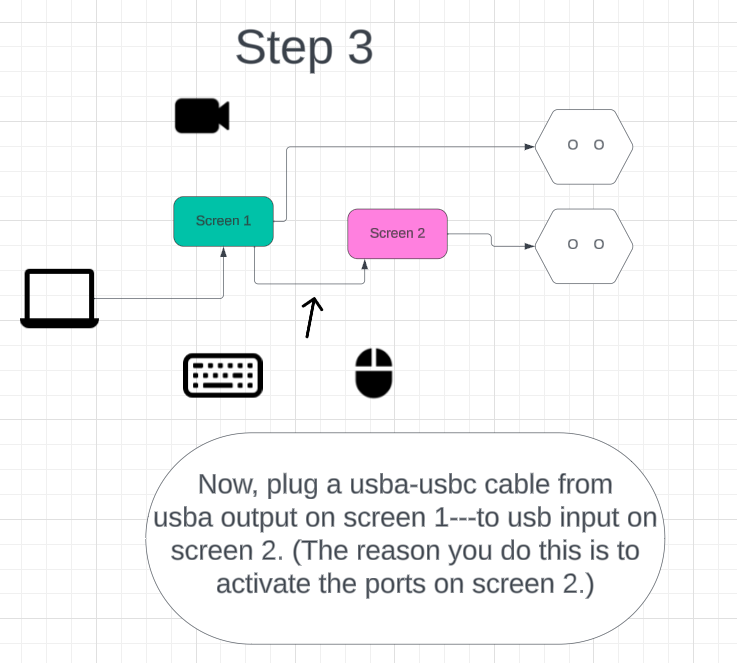 Step 3
O O
Screen 1
Screen 2
O O
Now, plug a usba-usbc cable from
usba output on screen 1---to usb input on
screen 2. (The reason you do this is to
activate the ports on screen 2.)